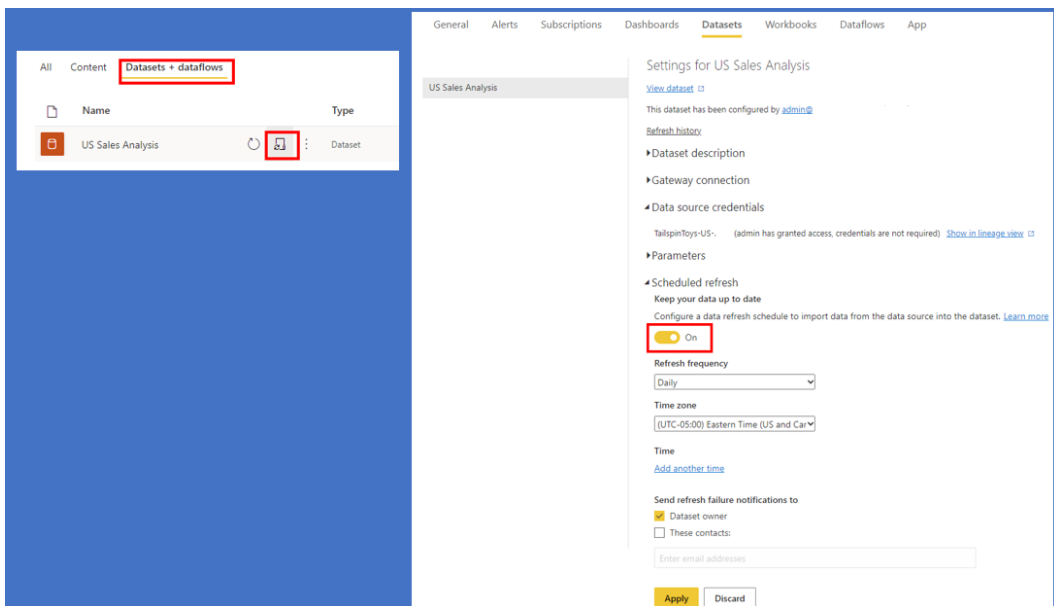 All Content Datasets + dataflows
Name Type
US Sales Analysis Dataset
General Alerts Subscriptions Dashboards Datasets Workbooks Dataflows App
US Sales Analysis
Settings for US Sales Analysis
View dataset
This dataset has been configured by admin@
Refresh history
Dataset description
Gateway connection
Data source credentials
TailspinToys-US-. (admin has granted access, credentials are not required) Show in lineage view
Parameters
Scheduled refresh
Keep your data up to date
Configure a data refresh schedule to import data from the data source into the dataset. Learn more
On
Refresh frequency
Daily
Time zone
(UTC-05:00) Eastern Time (US and Car
Time
Add another time
Send refresh failure notifications to
Dataset owner
These contacts:
Enter email addresses
Apply Discard